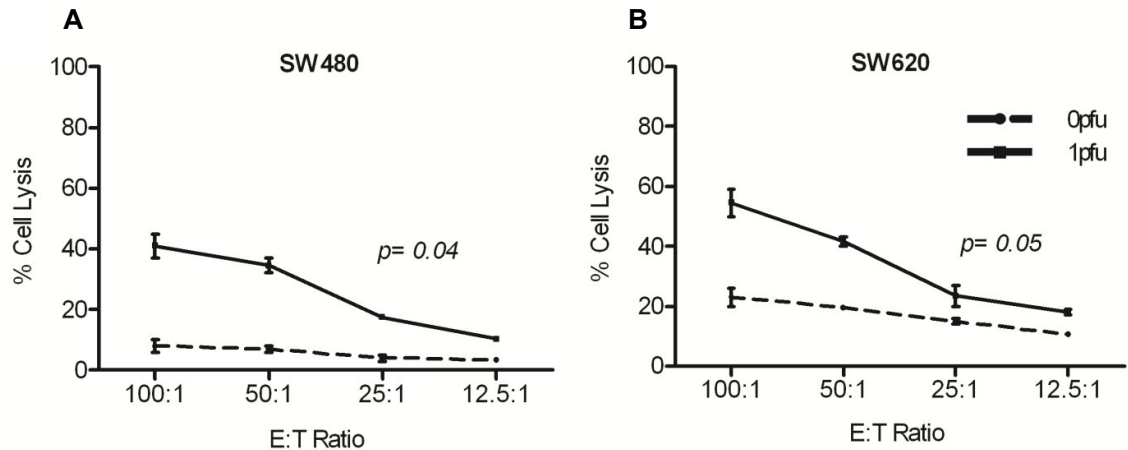 A
SW480
100
80
60
40
20
0
% Cell Lysis
p= 0.04
100:1 50:1 25:1 12.5:1
E:T Ratio
B
SW620
100
80
60
40
20
0
% Cell Lysis
0pfu
1pfu
p= 0.05
100:1 50:1 25:1 12.5:1
E:T Ratio